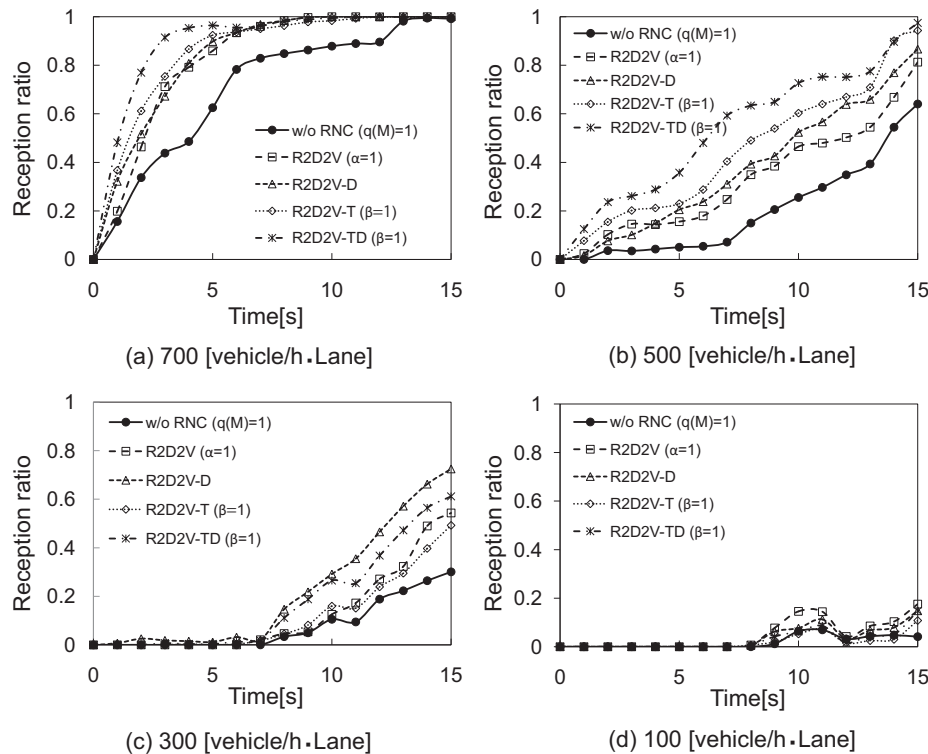 Reception ratio
1
0.8
0.6
0.4
0.2
0
0
5
10
15
Time[s]
w/o RNC (q(M)=1)
R2D2V (α=1)
R2D2V-D
R2D2V-T (β=1)
R2D2V-TD (β=1)
(a) 700 [vehicle/h·Lane]
Reception ratio
1
0.8
0.6
0.4
0.2
0
0
5
10
15
Time[s]
w/o RNC (q(M)=1)
R2D2V (α=1)
R2D2V-D
R2D2V-T (β=1)
R2D2V-TD (β=1)
(b) 500 [vehicle/h·Lane]
Reception ratio
1
0.8
0.6
0.4
0.2
0
0
5
10
15
Time[s]
w/o RNC (q(M)=1)
R2D2V (α=1)
R2D2V-D
R2D2V-T (β=1)
R2D2V-TD (β=1)
(c) 300 [vehicle/h·Lane]
Reception ratio
1
0.8
0.6
0.4
0.2
0
0
5
10
15
Time[s]
w/o RNC (q(M)=1)
R2D2V (α=1)
R2D2V-D
R2D2V-T (β=1)
R2D2V-TD (β=1)
(d) 100 [vehicle/h·Lane]